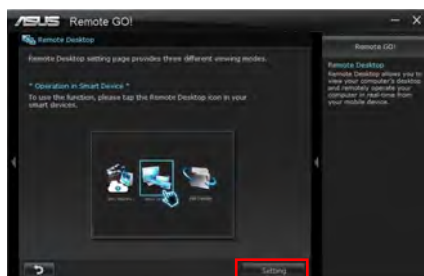 ASUS Remote GO!
Remote Desktop
Remote Desktop setting page provides three different viewing modes.
* Operation in Smart Device *
To use the function, please tap the Remote Desktop icon in your
smart devices.
Setting
Remote GO!
Remote Desktop
Remote Desktop allows you to
view your computer's desktop
and remotely operate your
computer in real-time from
your mobile device.